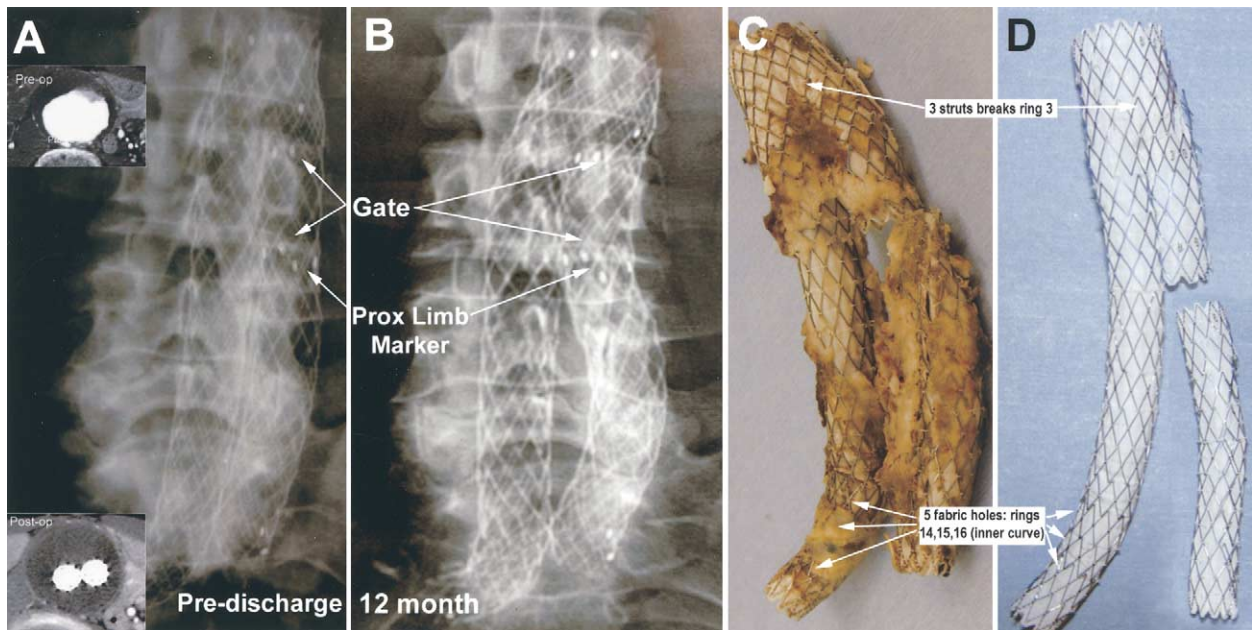 A
B
C
D
Pre-op
3 struts breaks ring 3
Gate
Prox Limb
Marker
5 fabric holes: rings
14,15,16 (inner curve)
Post-op
Pre-discharge
12 month